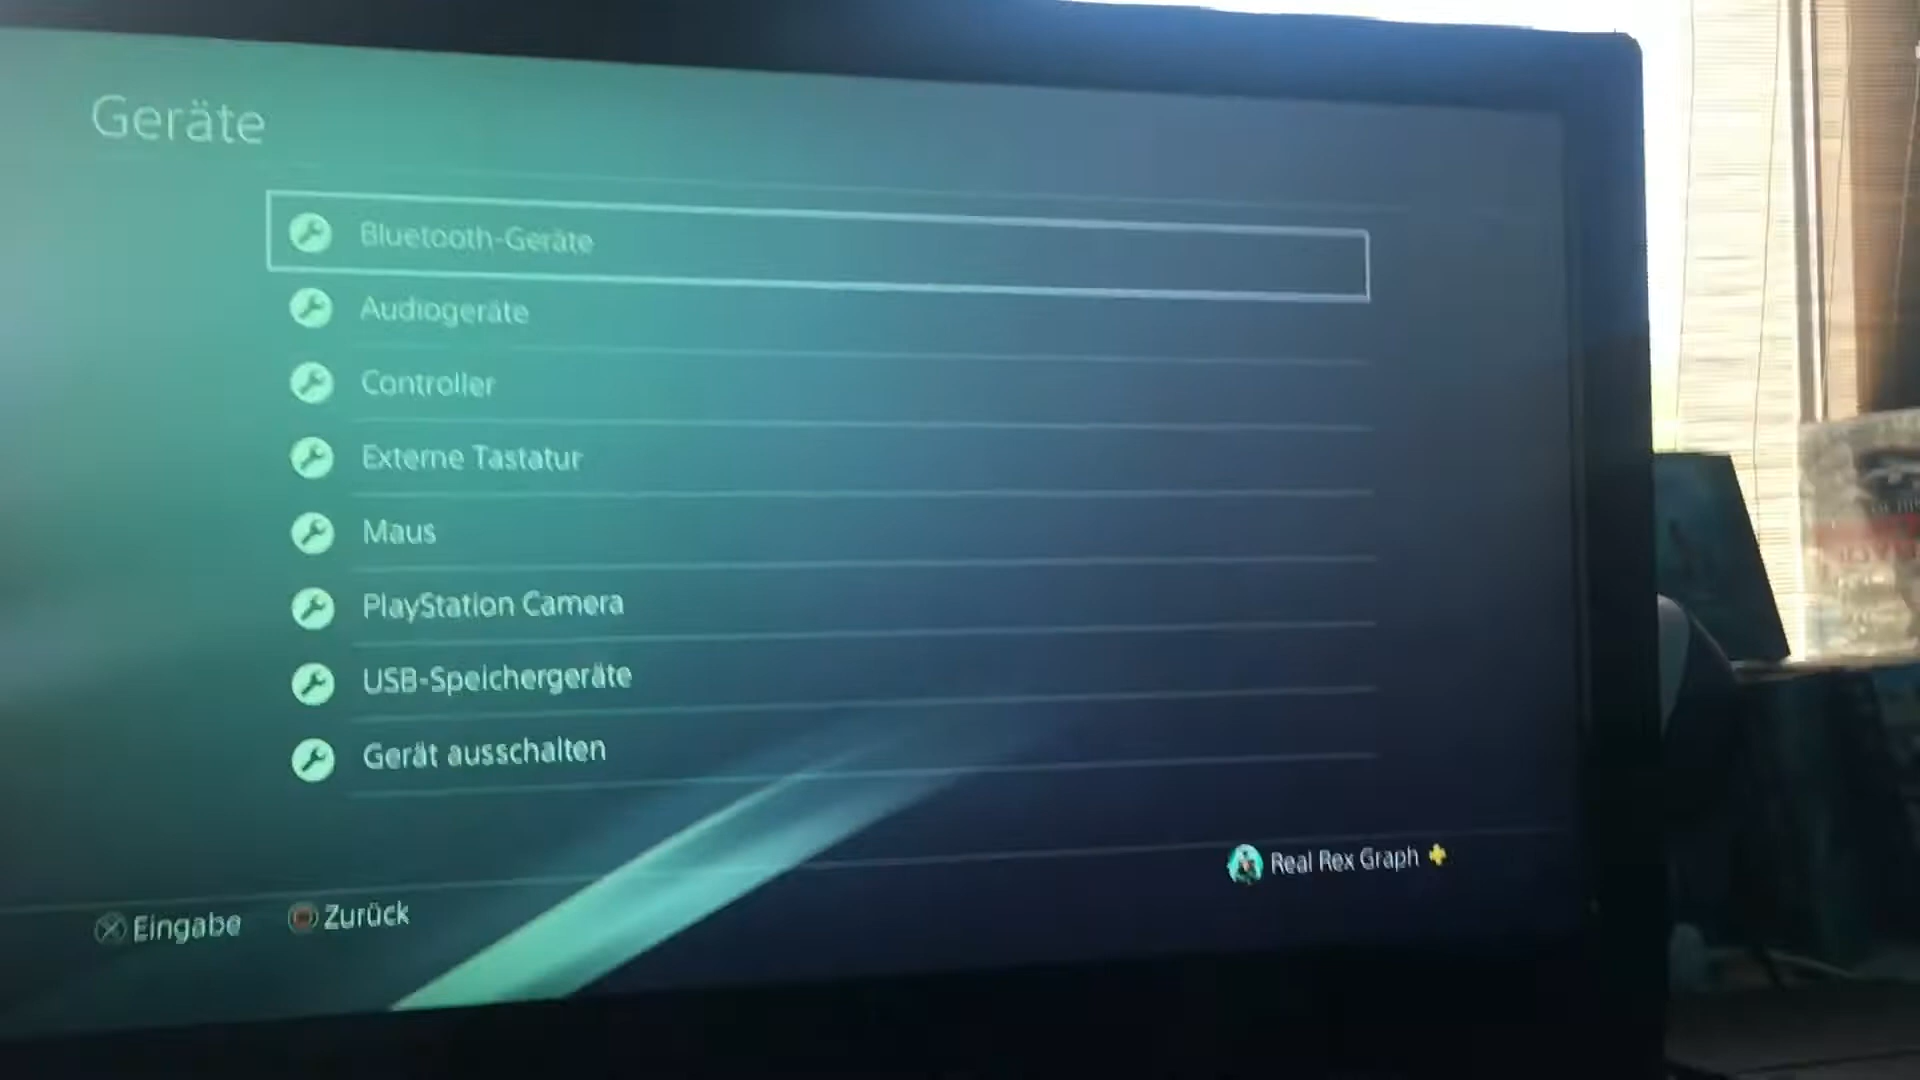 Geräte
Bluetooth-Geräte
Audiogeräte
Controller
Externe Tastatur
Maus
PlayStation Camera
USB-Speichergeräte
Gerät ausschalten
Real Rex Graph
Eingabe Zurück